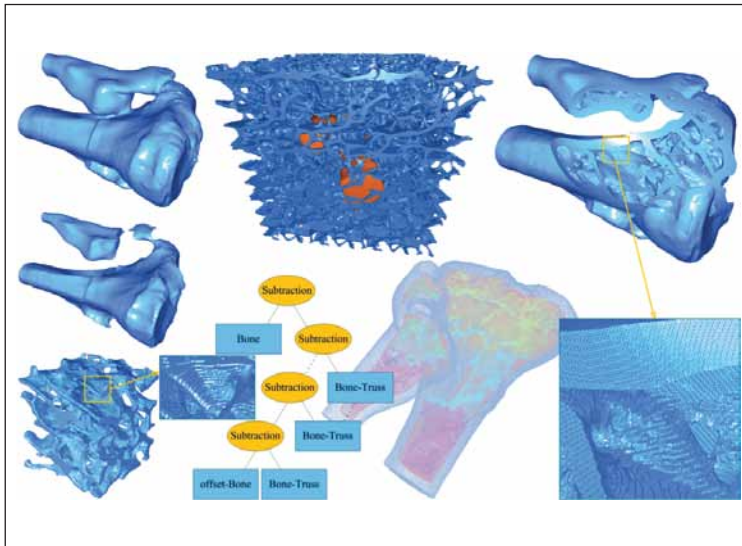 Subtraction
Bone
Subtraction
Subtraction
Bone-Truss
Subtraction
Bone-Truss
offset-Bone
Bone-Truss